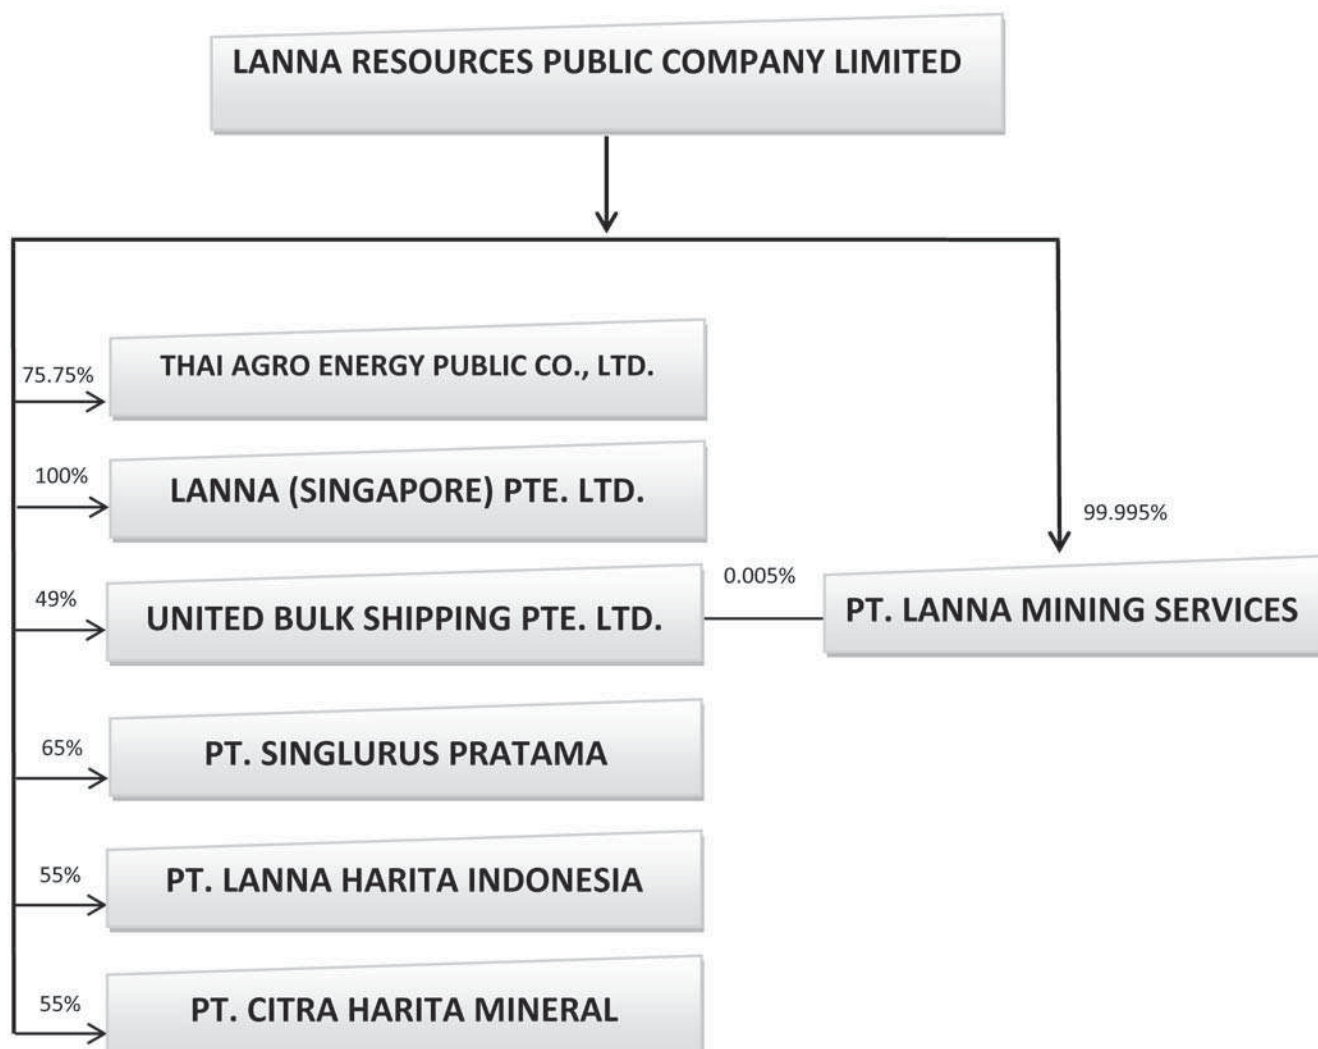 LANNA RESOURCES PUBLIC COMPANY LIMITED
75.75%
THAI AGRO ENERGY PUBLIC CO., LTD.
100%
LANNA (SINGAPORE) PTE. LTD.
99.995%
49%
UNITED BULK SHIPPING PTE. LTD.
0.005%
PT. LANNA MINING SERVICES
65%
PT. SINGLURUS PRATAMA
55%
PT. LANNA HARITA INDONESIA
55%
PT. CITRA HARITA MINERAL